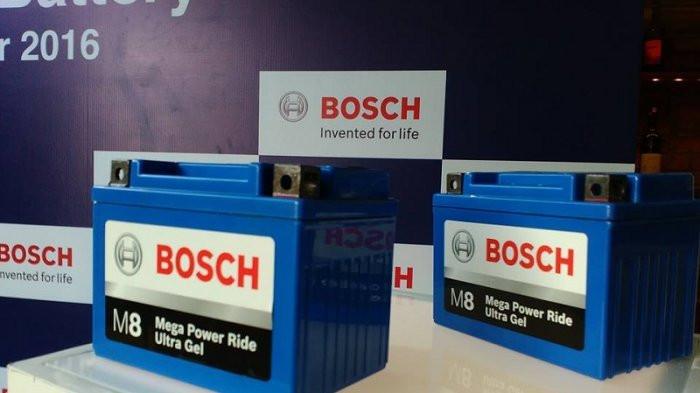 Battery
r 2016
BOSCH
Invented for life
BOSCH
nvented for life
BOSCH
M8 Mega Power Ride
Ultra Gel
BOSCH
M8 Mega Power Ride
Ultra Gel
BOSCH